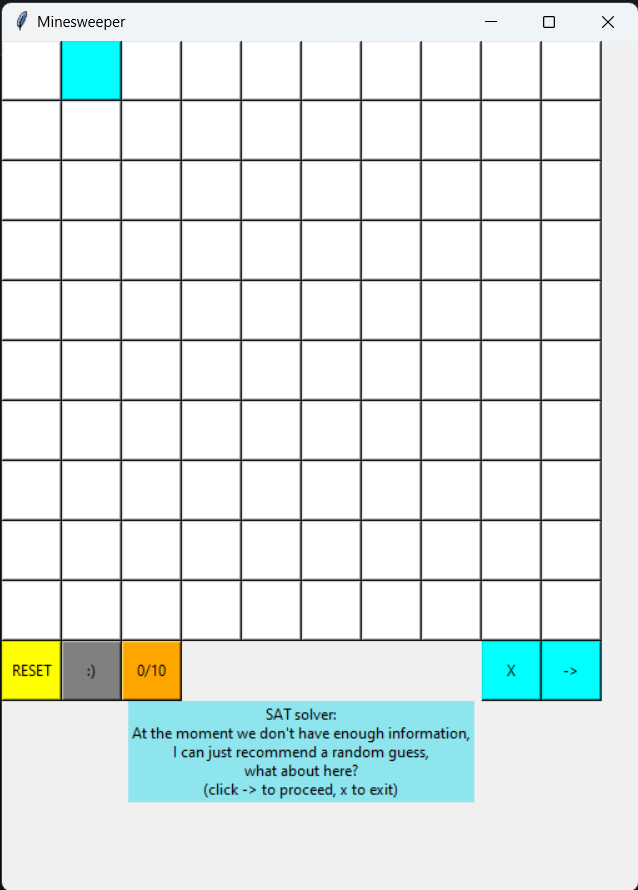 Minesweeper
RESET :) 0/10 X ->
SAT solver:
At the moment we don't have enough information,
I can just recommend a random guess,
what about here?
(click -> to proceed, x to exit)